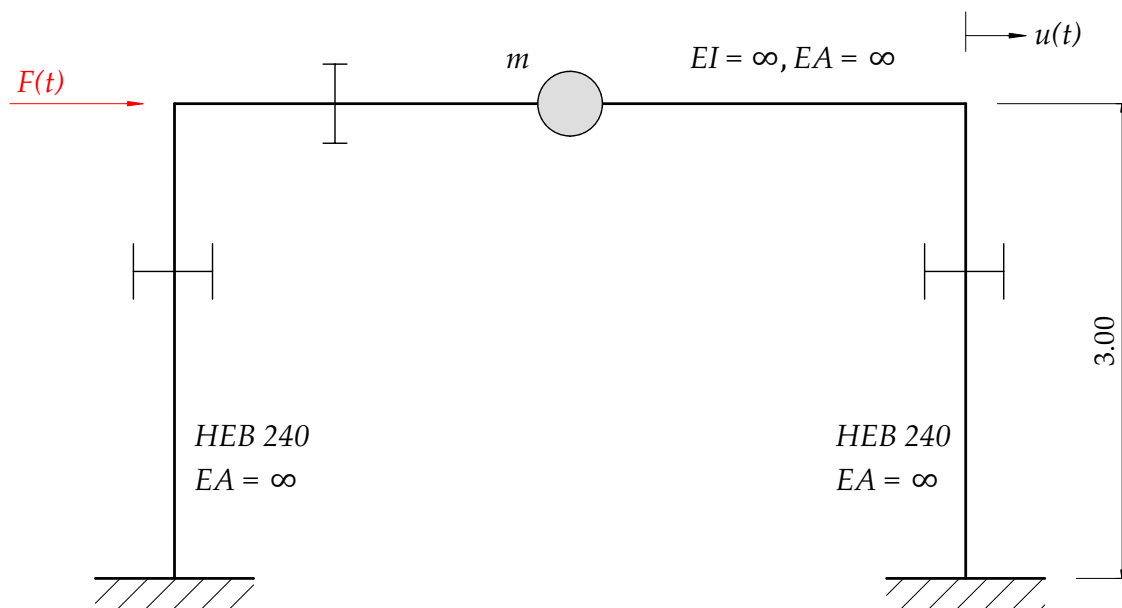 u(t)
m
EI = ∞, EA = ∞
F(t)
3.00
HEB 240
EA = ∞
HEB 240
EA = ∞